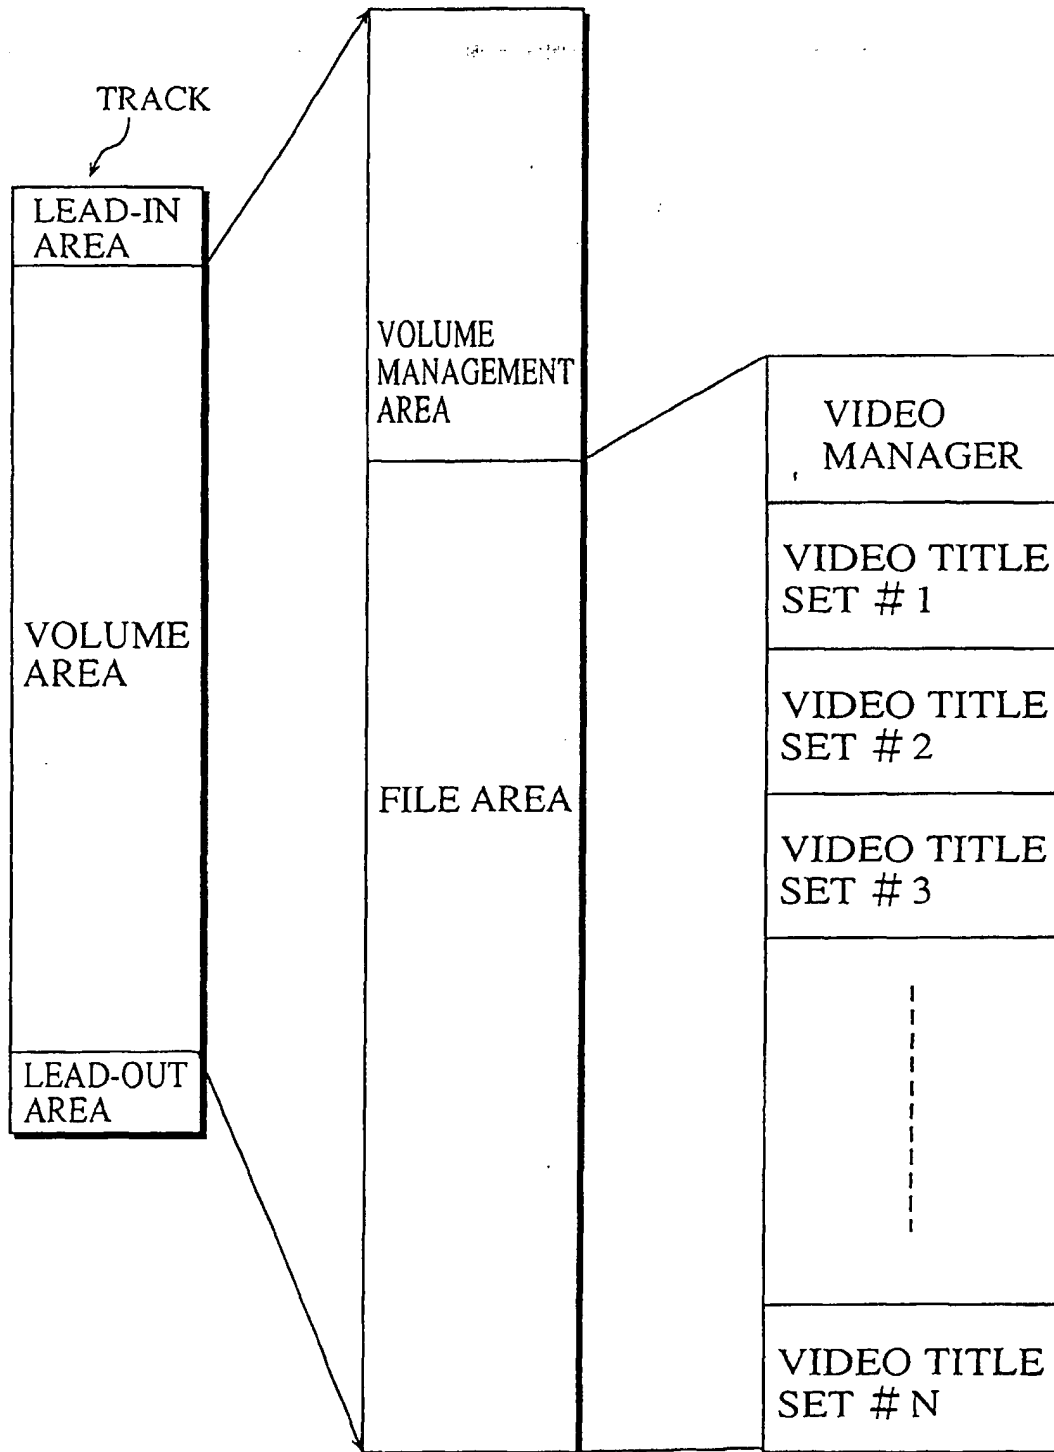 TRACK
LEAD-IN
AREA
VOLUME
AREA
LEAD-OUT
AREA
VOLUME
MANAGEMENT
AREA
FILE AREA
VIDEO
MANAGER
VIDEO TITLE
SET #1
VIDEO TITLE
SET #2
VIDEO TITLE
SET #3
VIDEO TITLE
SET #N